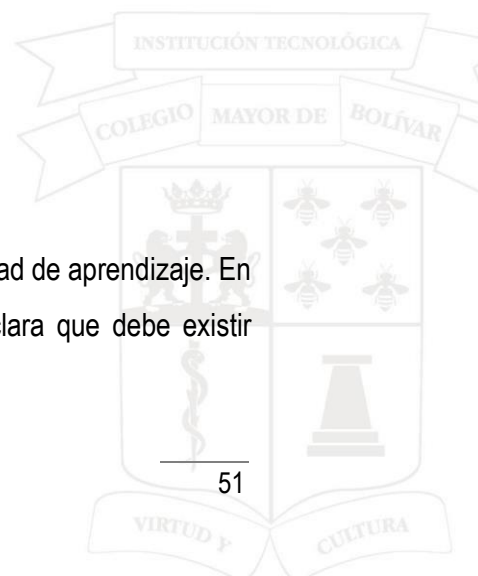 INSTITUCIÓN TECNOLÓGICA
COLEGIO MAYOR DE BOLÍVAR
ad de aprendizaje. En
lara que debe existir
51
VIRTUD Y CULTURA